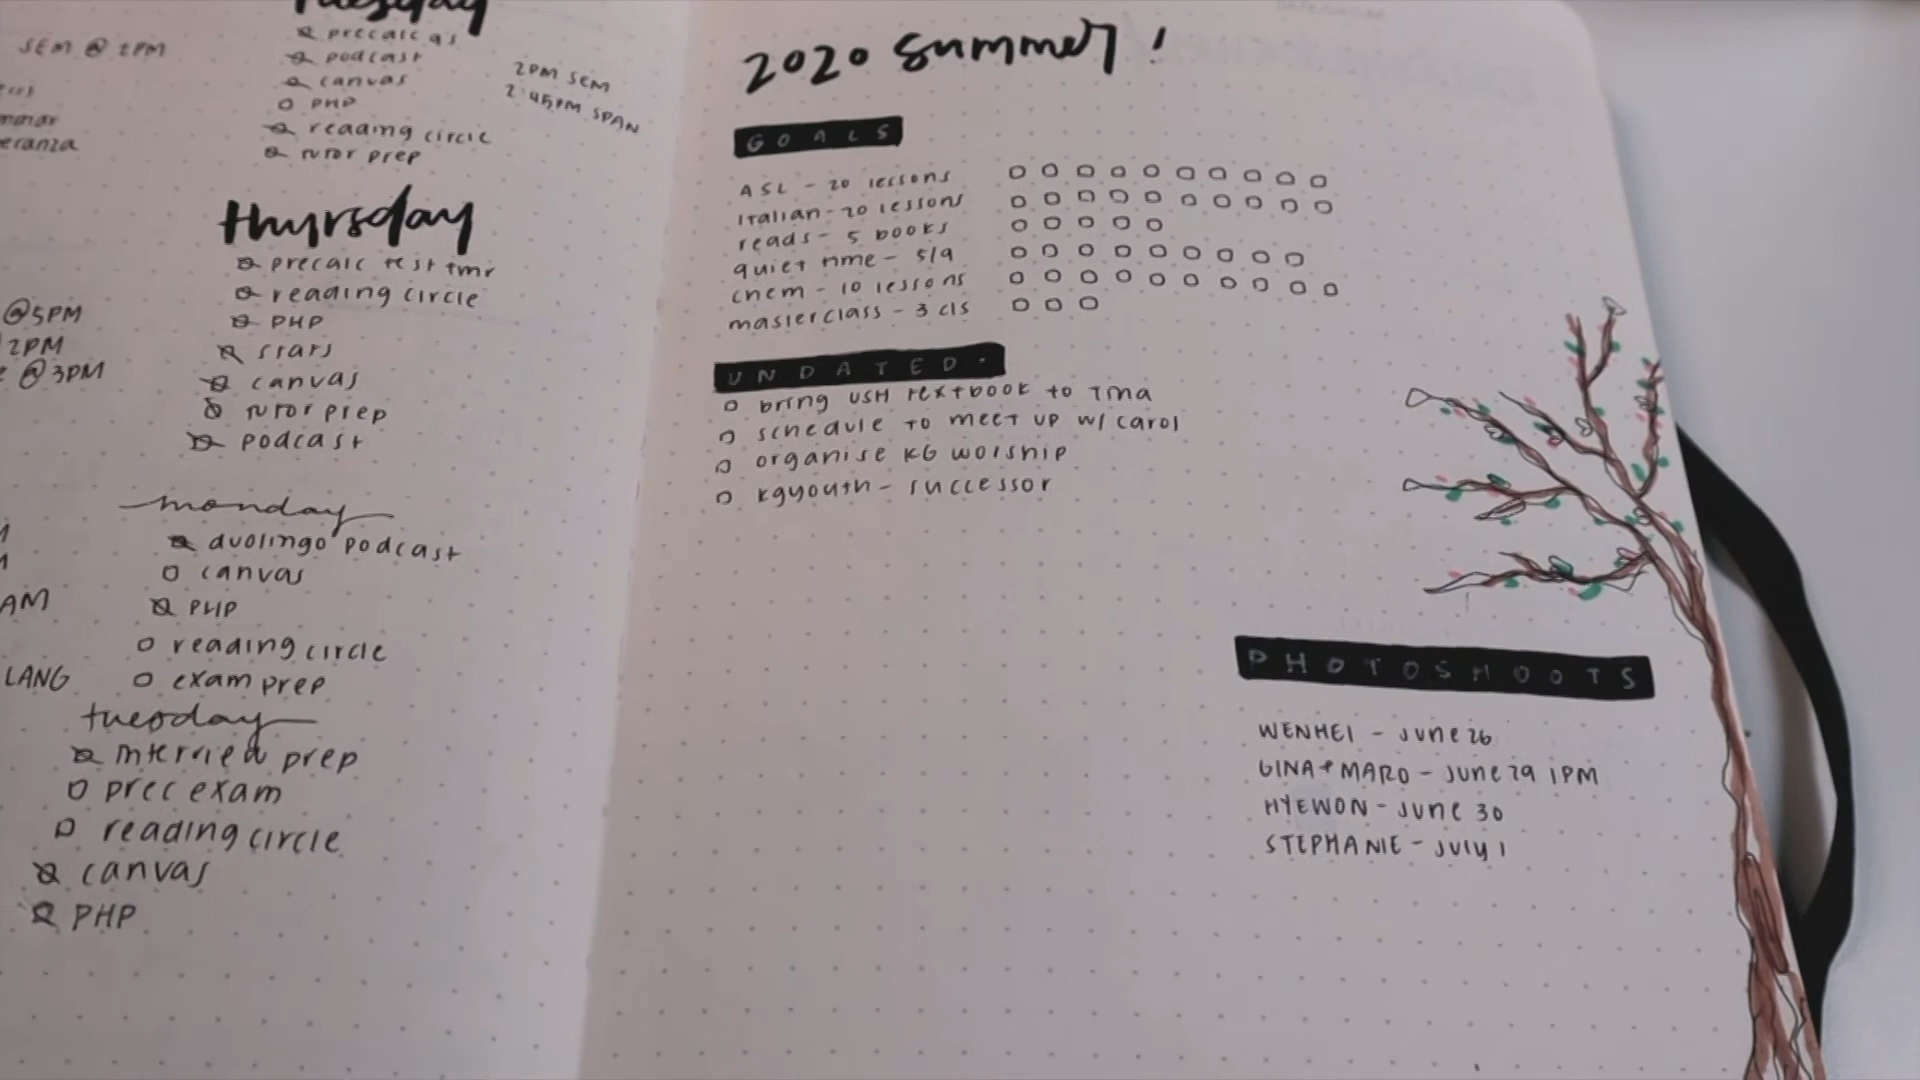 SEM @ 2PM
Tuesday
precalc qs
podcast
canvas
PHP
reading circle
tutor prep
2PM SEM
2:45PM SPAN
eranza
thursday
precalc test tmr
reading circle
PHP
stars
canvas
tutor prep
podcast
@5PM
2PM
@3PM
monday
duolingo podcast
canvas
PHP
reading circle
exam prep
AM
LANG
tuesday
interview prep
prec exam
reading circle
canvas
PHP
2020 summer!
GOALS
ASL - 20 lessons
Italian - 20 lessons
reads - 5 books
quiet time - 5/9
chem - 10 lessons
masterclass - 3 cls
UNDATED.
bring USH textbook to Tina
schedule to meet up w/ carol
organise KG worship
kgyouth - successor
PHOTOSHOOTS
WENHEI - June 26
GINA + MARO - June 29 1PM
HYEWON - June 30
STEPHANIE - July 1